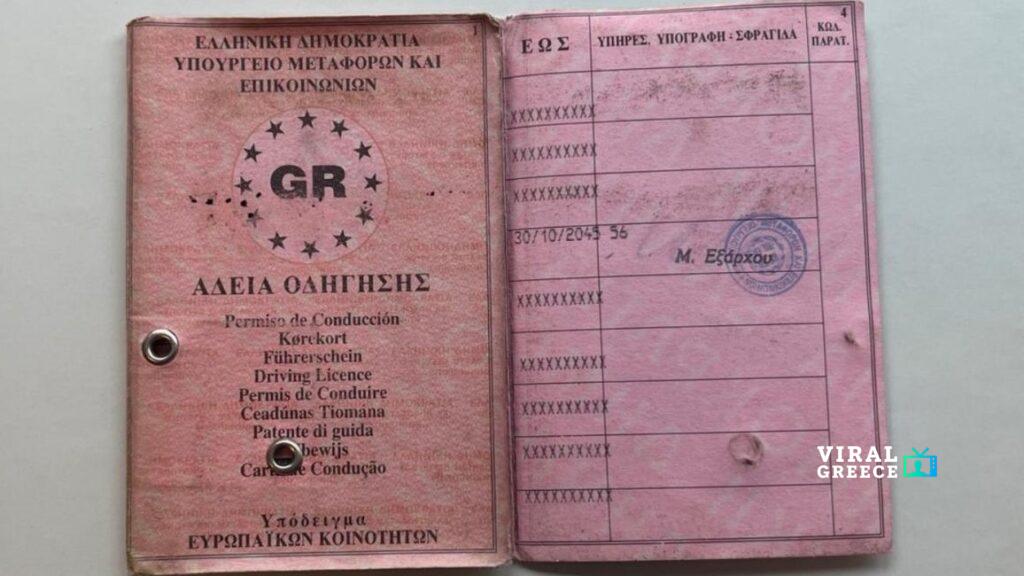 1
ΕΛΛΗΝΙΚΗ ΔΗΜΟΚΡΑΤΙΑ
ΥΠΟΥΡΓΕΙΟ ΜΕΤΑΦΟΡΩΝ ΚΑΙ
ΕΠΙΚΟΙΝΩΝΙΩΝ
GR
ΑΔΕΙΑ ΟΔΗΓΗΣΗΣ
Permiso de Conducción
Kørekort
Führerschein
Driving Licence
Permis de Conduire
Ceadúnas Tiomána
Patente di guida
bewijs
Condução
Υπόδειγμα
ΕΥΡΩΠΑΪΚΩΝ ΚΟΙΝΟΤΗΤΩΝ
4
ΕΩΣ ΥΠΗΡΕΣ. ΥΠΟΓΡΑΦΗ - ΣΦΡΑΓΙΔΑ ΚΩΔ.
ΠΑΡΑΤ.
XXXXXXXXXX
XXXXXXXXXX
XXXXXXXXXX
30/10/2045 56
Μ. Εξάρχου
XXXXXXXXXX
XXXXXXXXXX
XXXXXXXXXX
XXXXXXXXXX
XXXXXXXXXX
VIRAL
GREECE